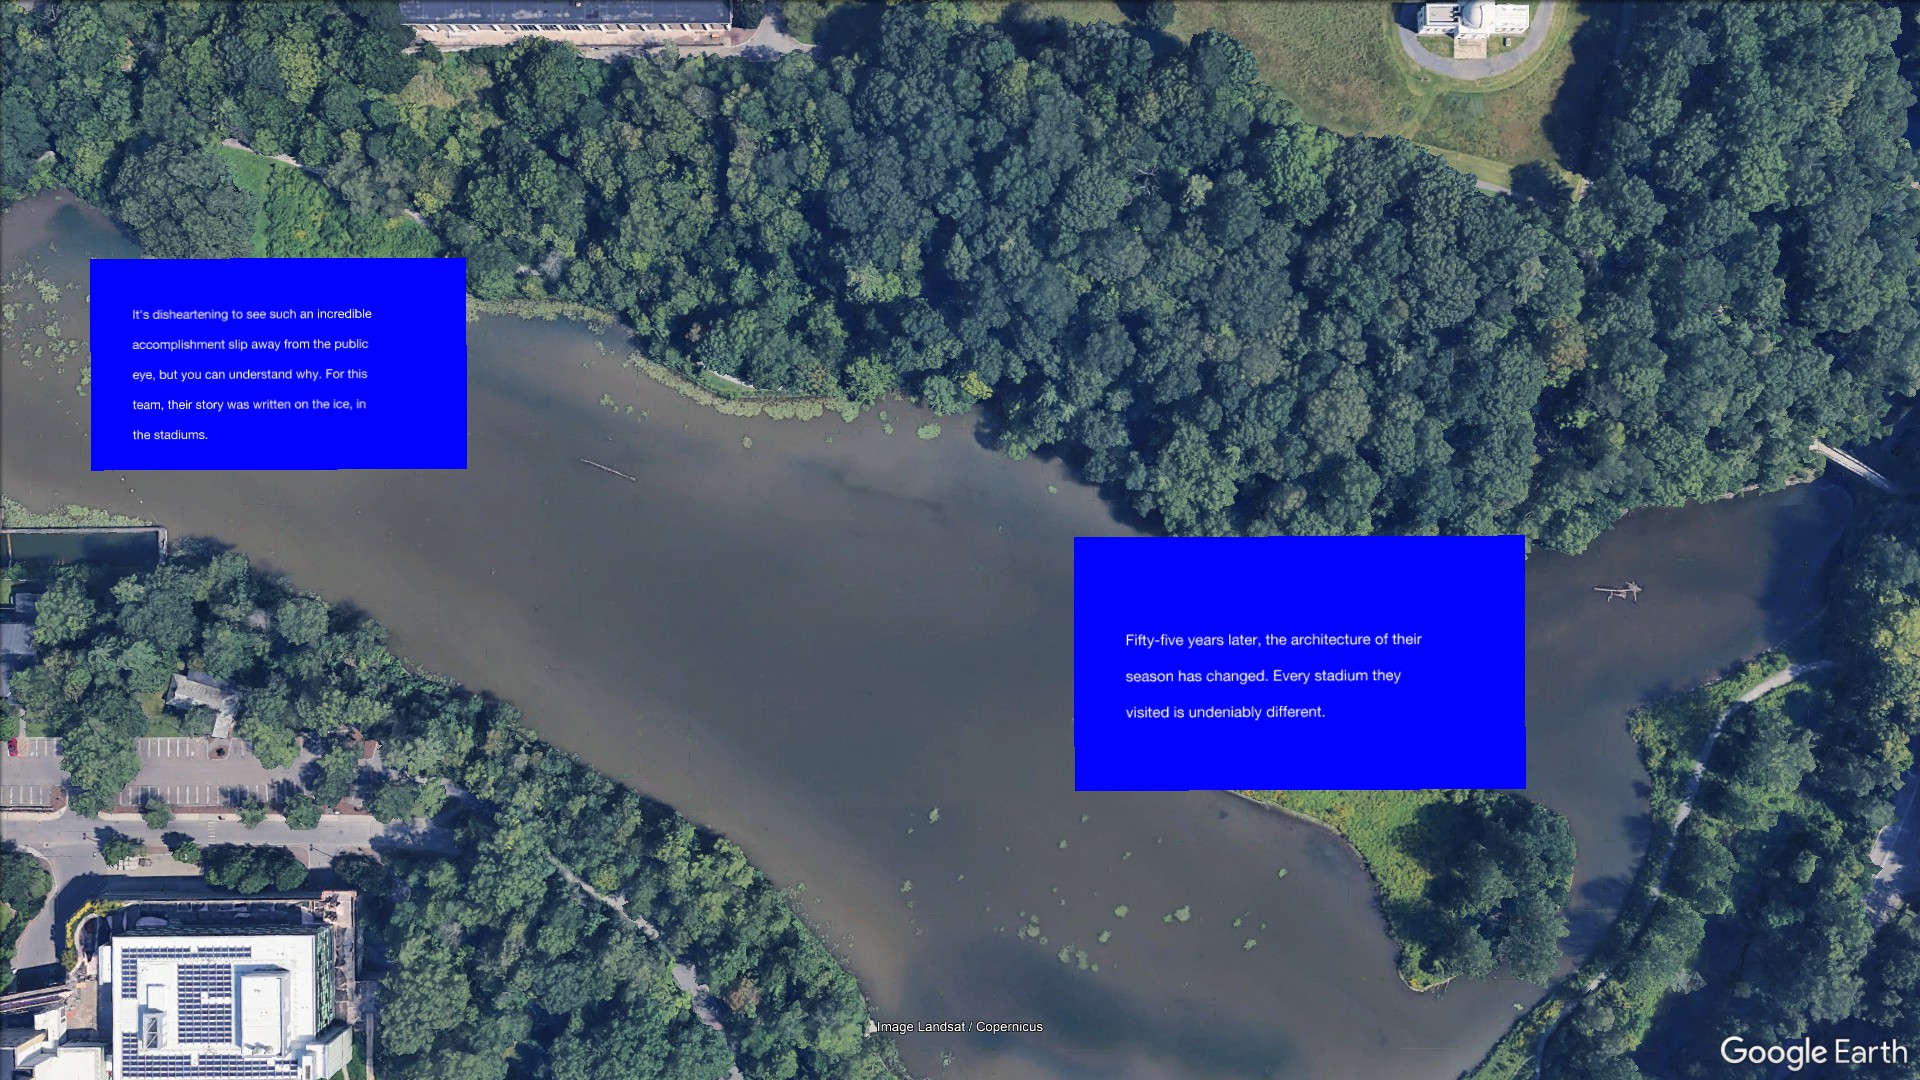 It's disheartening to see such an incredible
accomplishment slip away from the public
eye, but you can understand why. For this
team, their story was written on the ice, in
the stadiums.
Fifty-five years later, the architecture of their
season has changed. Every stadium they
visited is undeniably different.
Image Landsat / Copernicus
Google Earth